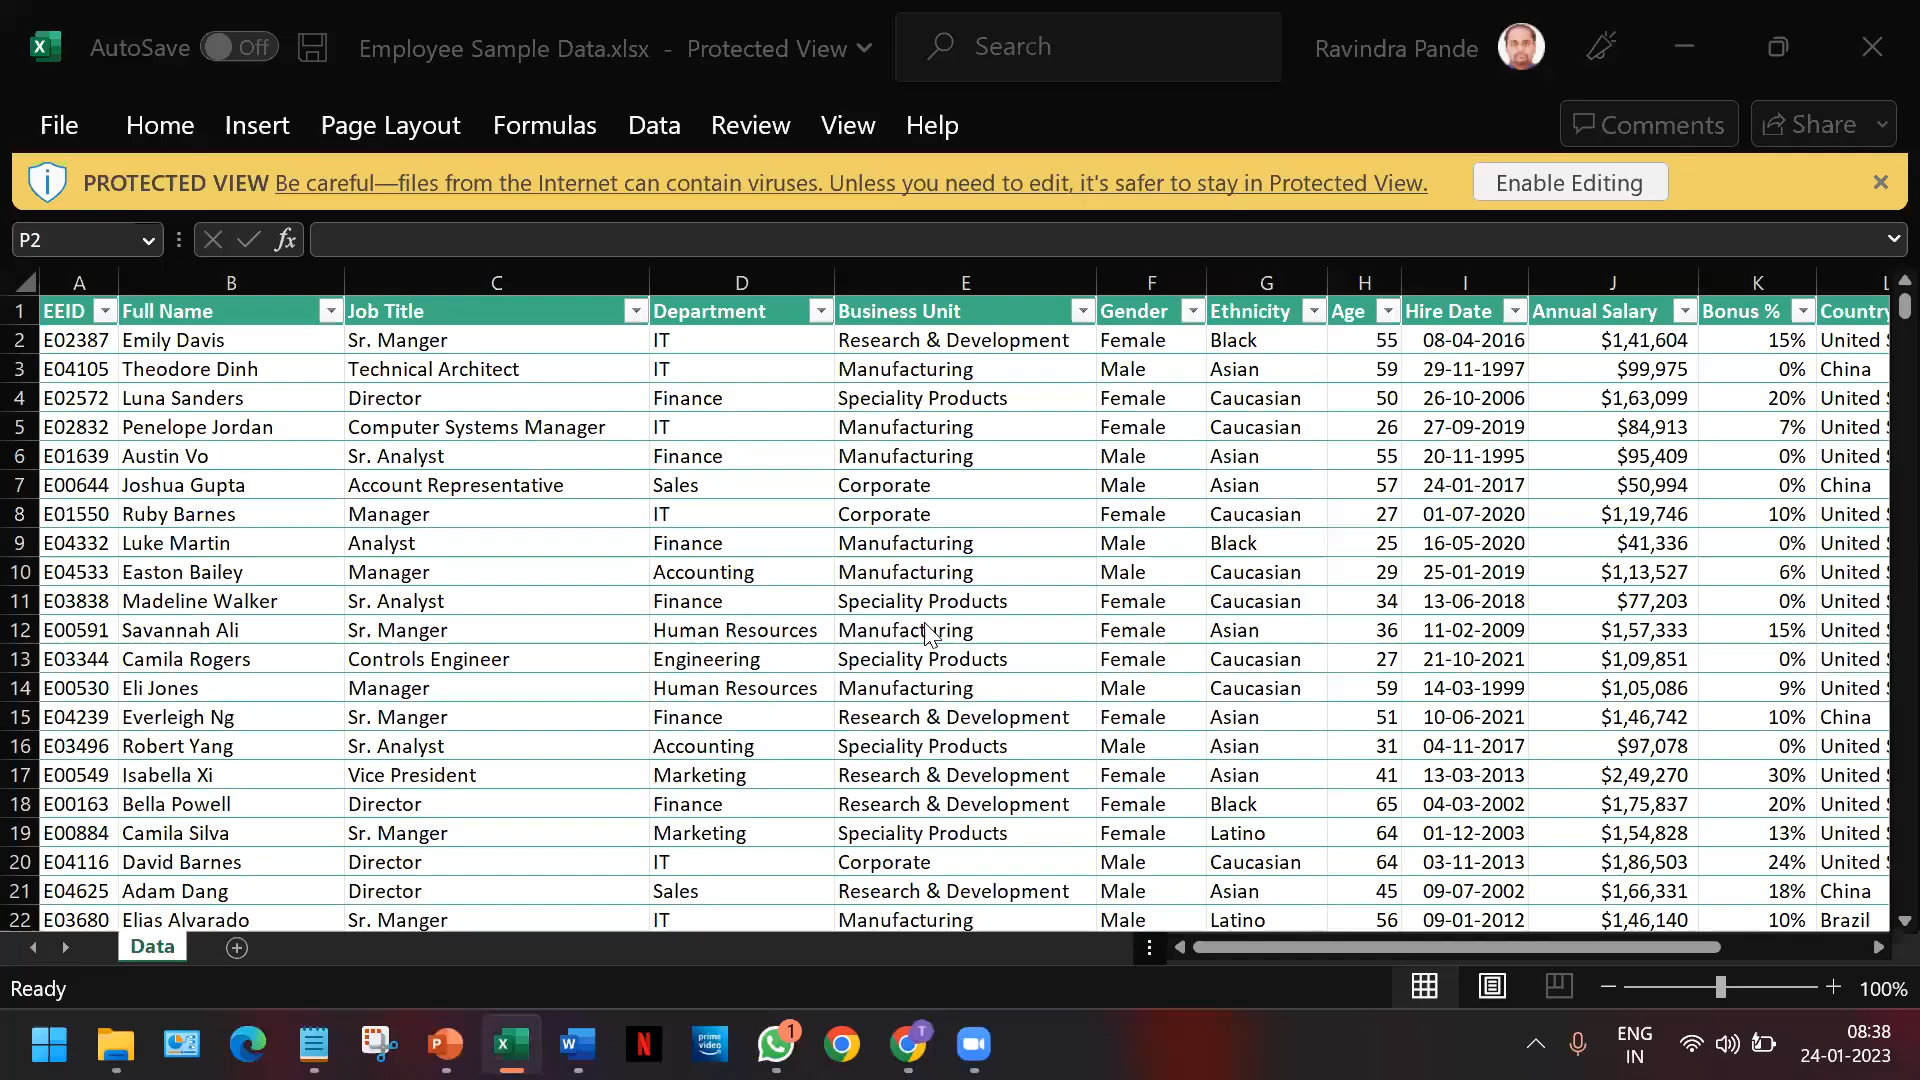 AutoSave Off Employee Sample Data.xlsx - Protected View Search Ravindra Pande
File Home Insert Page Layout Formulas Data Review View Help Comments Share
PROTECTED VIEW Be careful—files from the Internet can contain viruses. Unless you need to edit, it's safer to stay in Protected View. Enable Editing
P2 fx
A B C D E F G H I J K L
1 EEID Full Name Job Title Department Business Unit Gender Ethnicity Age Hire Date Annual Salary Bonus % Country
2 E02387 Emily Davis Sr. Manger IT Research & Development Female Black 55 08-04-2016 $1,41,604 15% United S
3 E04105 Theodore Dinh Technical Architect IT Manufacturing Male Asian 59 29-11-1997 $99,975 0% China
4 E02572 Luna Sanders Director Finance Speciality Products Female Caucasian 50 26-10-2006 $1,63,099 20% United S
5 E02832 Penelope Jordan Computer Systems Manager IT Manufacturing Female Caucasian 26 27-09-2019 $84,913 7% United S
6 E01639 Austin Vo Sr. Analyst Finance Manufacturing Male Asian 55 20-11-1995 $95,409 0% United S
7 E00644 Joshua Gupta Account Representative Sales Corporate Male Asian 57 24-01-2017 $50,994 0% China
8 E01550 Ruby Barnes Manager IT Corporate Female Caucasian 27 01-07-2020 $1,19,746 10% United S
9 E04332 Luke Martin Analyst Finance Manufacturing Male Black 25 16-05-2020 $41,336 0% United S
10 E04533 Easton Bailey Manager Accounting Manufacturing Male Caucasian 29 25-01-2019 $1,13,527 6% United S
11 E03838 Madeline Walker Sr. Analyst Finance Speciality Products Female Caucasian 34 13-06-2018 $77,203 0% United S
12 E00591 Savannah Ali Sr. Manger Human Resources Manufacturing Female Asian 36 11-02-2009 $1,57,333 15% United S
13 E03344 Camila Rogers Controls Engineer Engineering Speciality Products Female Caucasian 27 21-10-2021 $1,09,851 0% United S
14 E00530 Eli Jones Manager Human Resources Manufacturing Male Caucasian 59 14-03-1999 $1,05,086 9% United S
15 E04239 Everleigh Ng Sr. Manger Finance Research & Development Female Asian 51 10-06-2021 $1,46,742 10% China
16 E03496 Robert Yang Sr. Analyst Accounting Speciality Products Male Asian 31 04-11-2017 $97,078 0% United S
17 E00549 Isabella Xi Vice President Marketing Research & Development Female Asian 41 13-03-2013 $2,49,270 30% United S
18 E00163 Bella Powell Director Finance Research & Development Female Black 65 04-03-2002 $1,75,837 20% United S
19 E00884 Camila Silva Sr. Manger Marketing Speciality Products Female Latino 64 01-12-2003 $1,54,828 13% United S
20 E04116 David Barnes Director IT Corporate Male Caucasian 64 03-11-2013 $1,86,503 24% United S
21 E04625 Adam Dang Director Sales Research & Development Male Asian 45 09-07-2002 $1,66,331 18% China
22 E03680 Elias Alvarado Sr. Manger IT Manufacturing Male Latino 56 09-01-2012 $1,46,140 10% Brazil
Data
Ready 100%
prime video 1 T ENG IN 08:38 24-01-2023